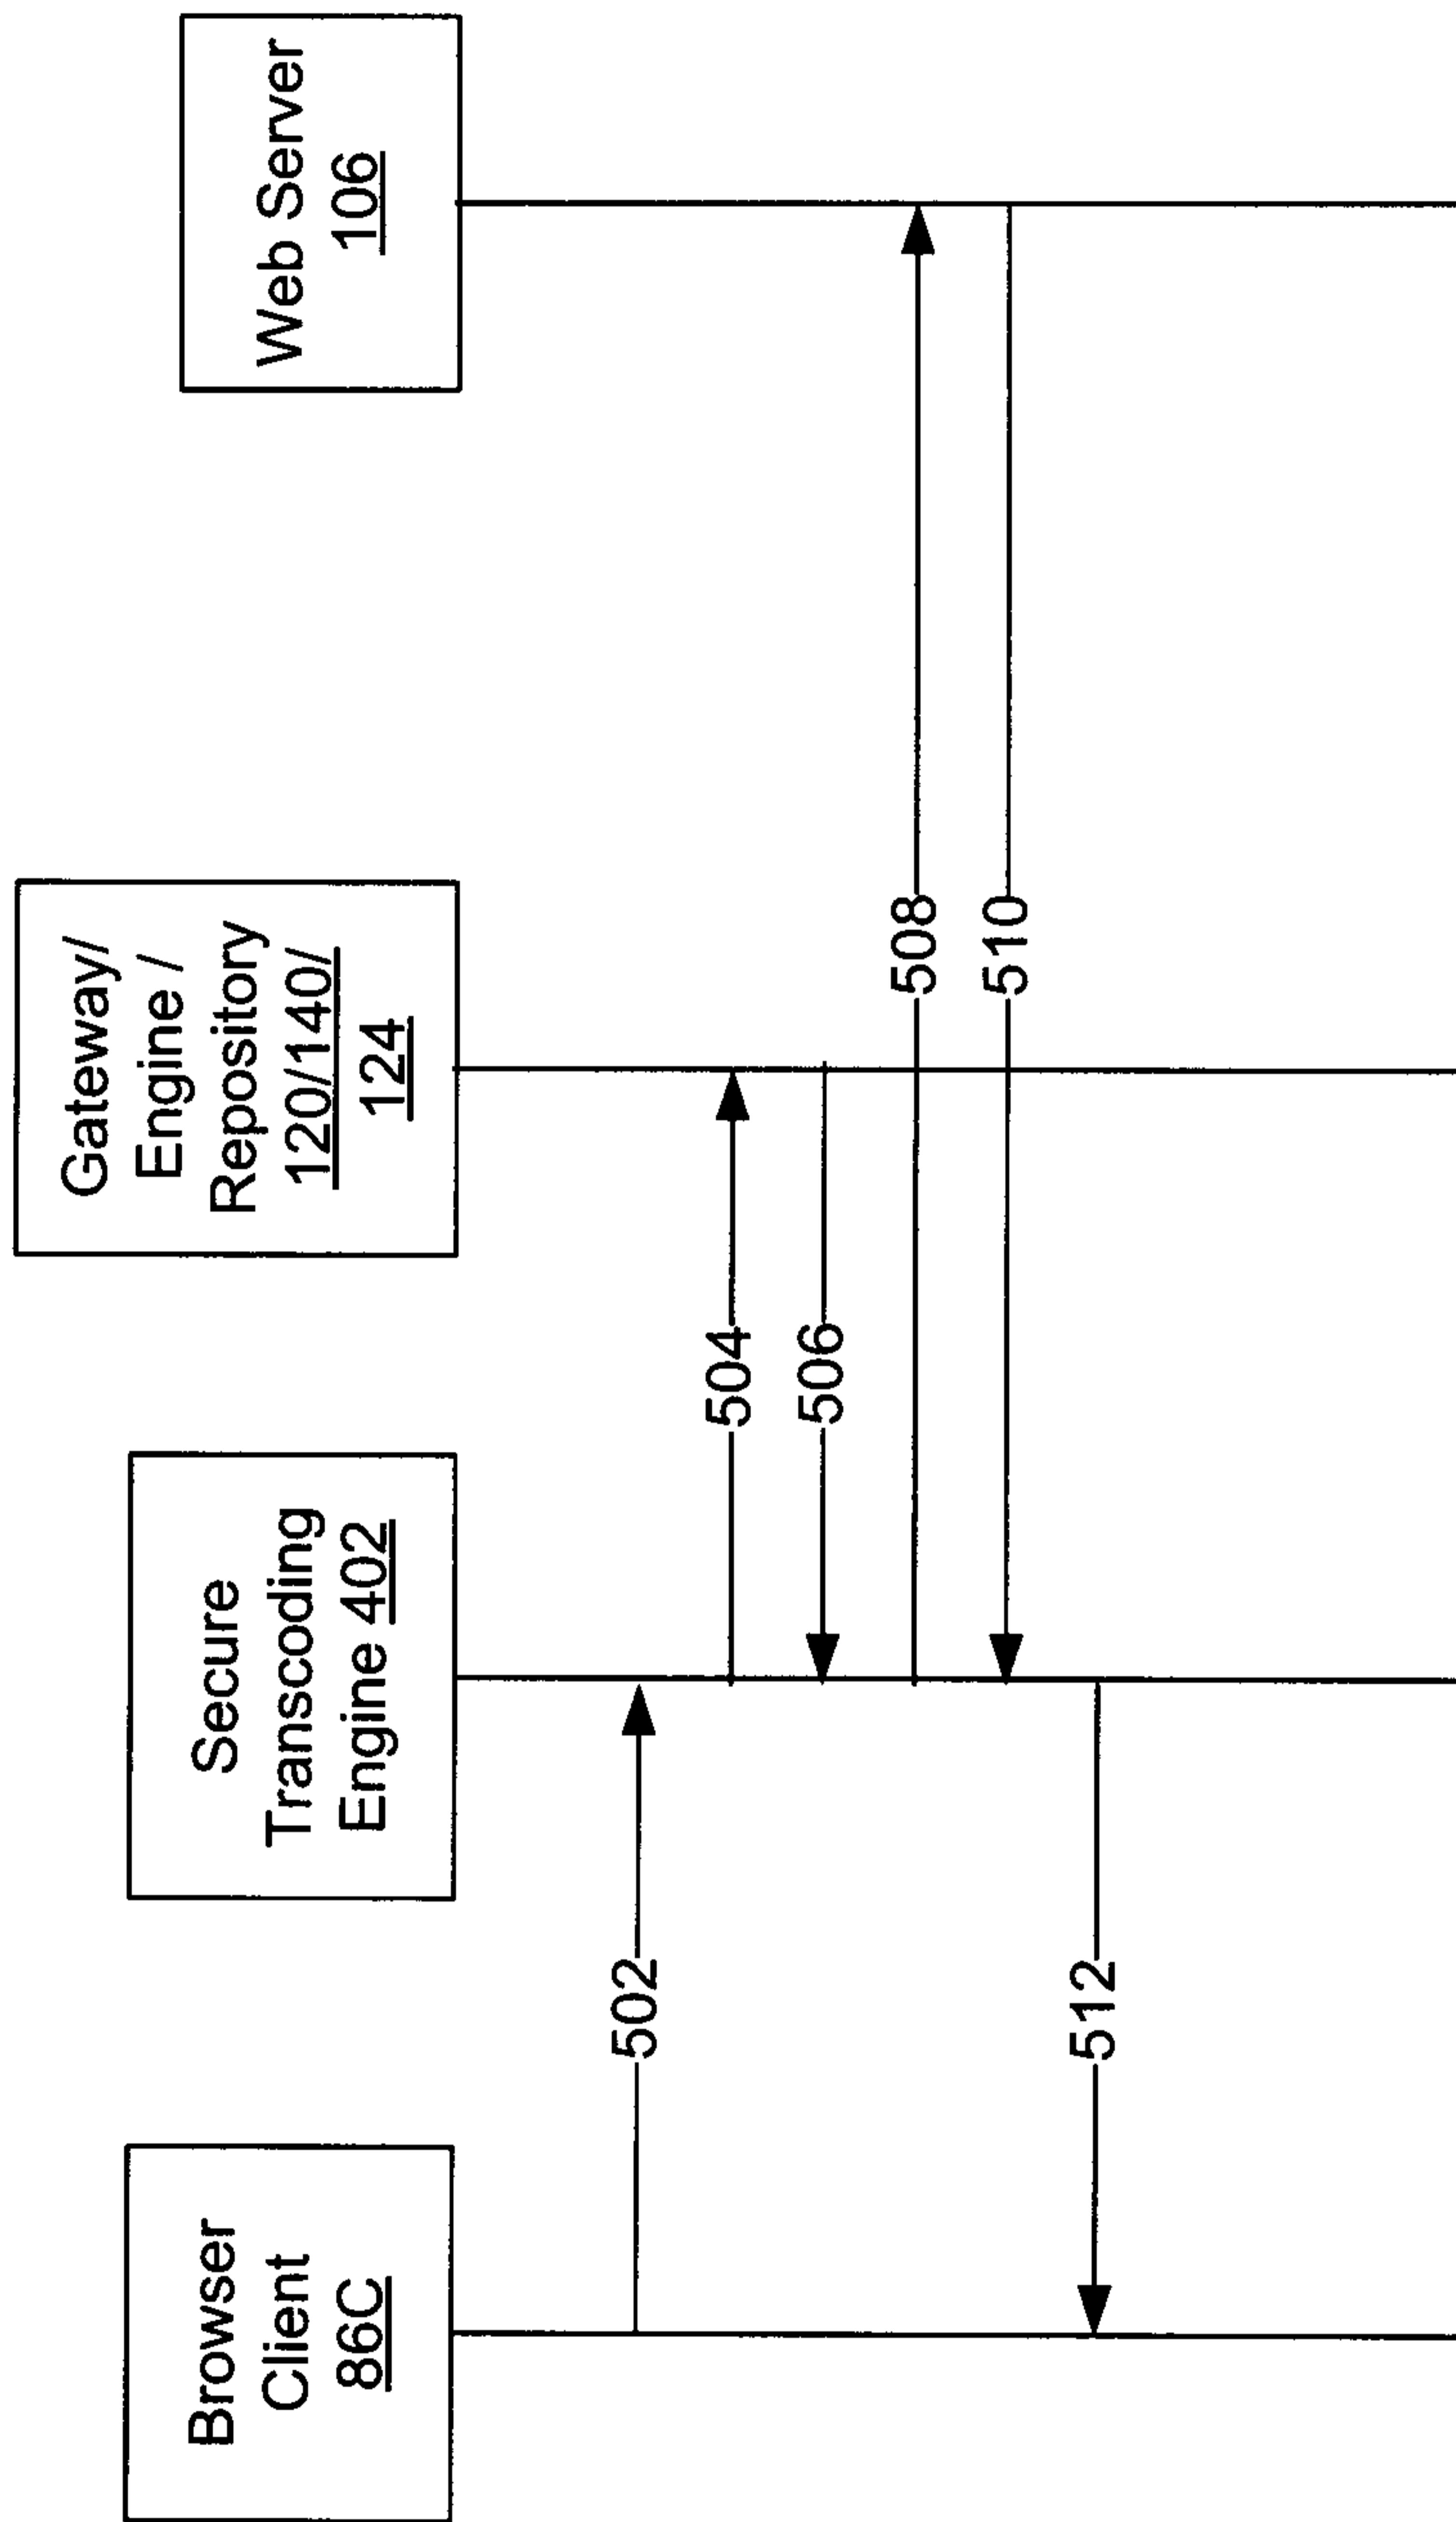 Browser
Client
86C
Secure
Transcoding
Engine 402
Gateway/
Engine /
Repository
120/140/
124
Web Server
106
502
504
506
508
510
512